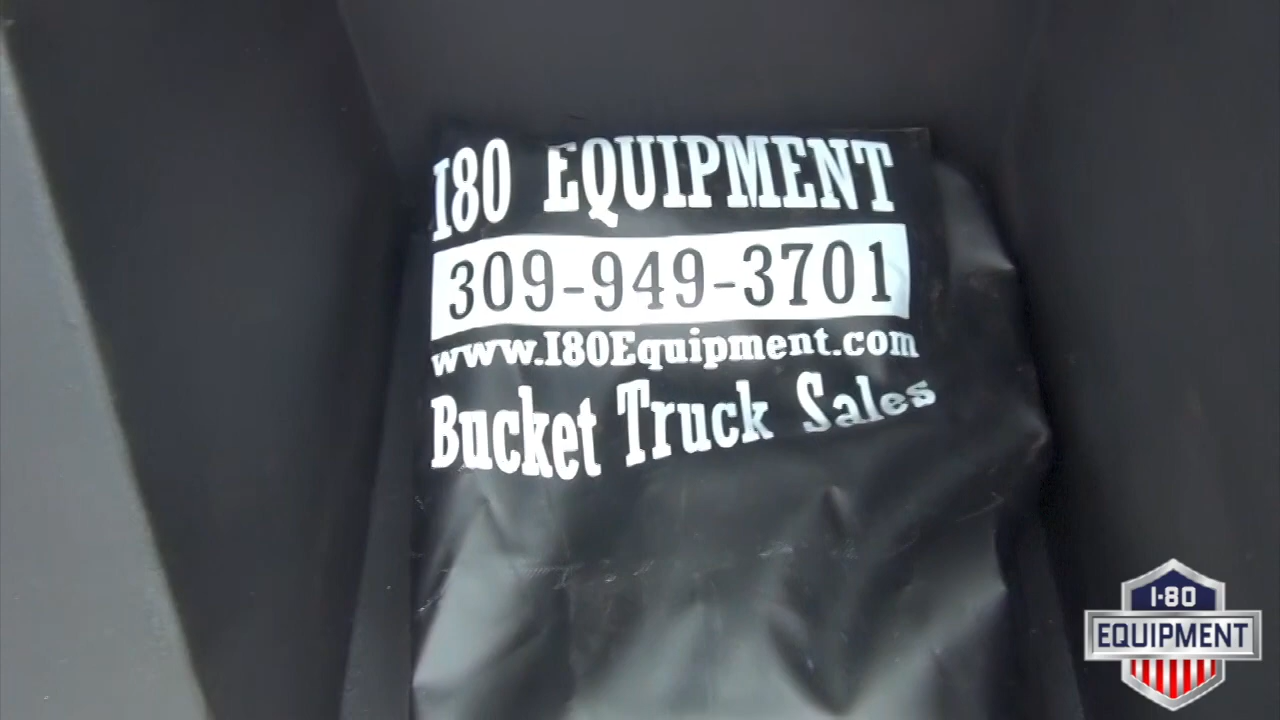 I80 EQUIPMENT
309-949-3701
www.I80Equipment.com
Bucket Truck Sales
I-80
EQUIPMENT